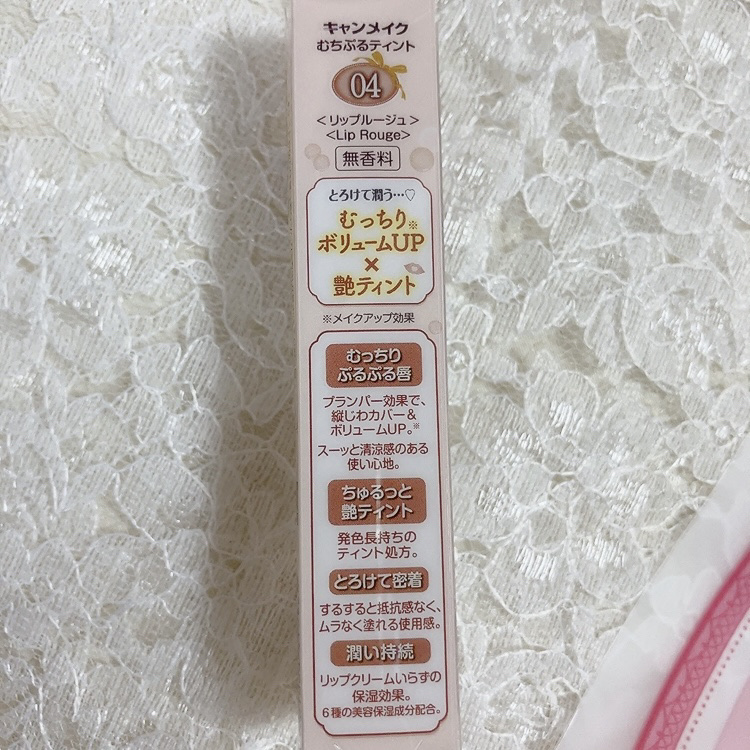 キャンメイク
むちぷるティント
04
<リップルージュ>
<Lip Rouge>
無香料
とろけて潤う…♡
むっちり※
ボリュームUP
×
艶ティント
※メイクアップ効果
むっちり
ぷるぷる唇
プランパー効果で、
縦じわカバー&
ボリュームUP。※
スーッと清涼感のある
使い心地。
ちゅるっと
艶ティント
発色長持ちの
ティント処方。
とろけて密着
するすると抵抗感なく、
ムラなく塗れる使用感。
潤い持続
リップクリームいらずの
保湿効果。
6種の美容保湿成分配合。